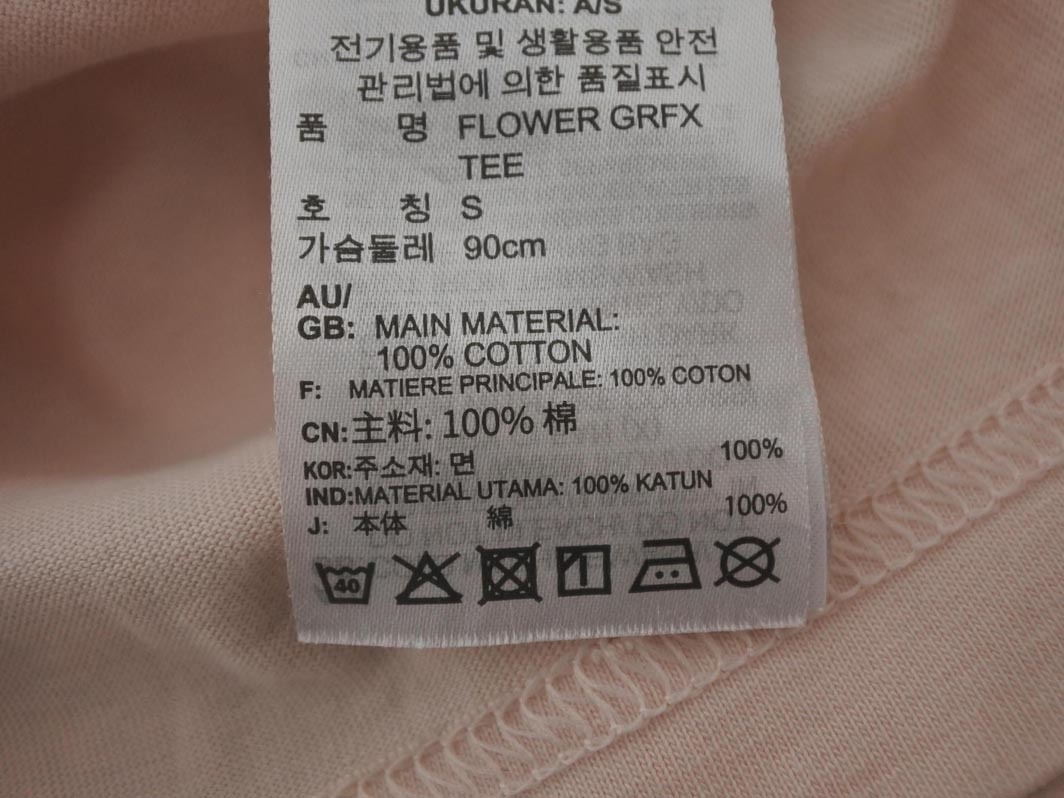 UKURAN: A/S
전기용품 및 생활용품 안전
관리법에 의한 품질표시
품 명 FLOWER GRFX
TEE
호 칭 S
가슴둘레 90cm
AU/
GB: MAIN MATERIAL:
100% COTTON
F: MATIERE PRINCIPALE: 100% COTON
CN:主料: 100% 棉
KOR:주소재: 면 100%
IND:MATERIAL UTAMA: 100% KATUN
J: 本体 綿 100%
40